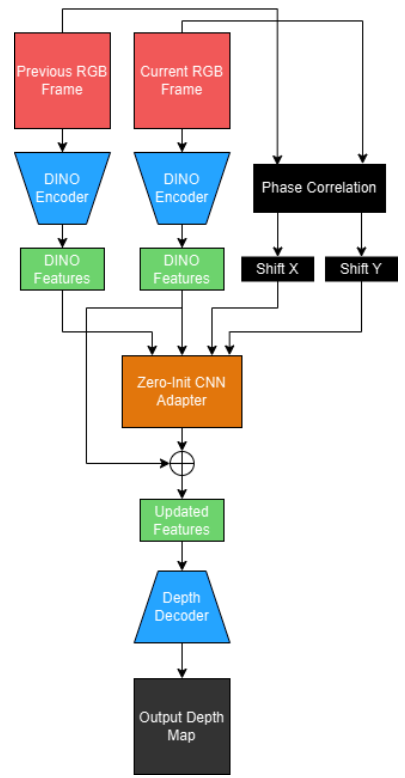 Previous RGB
Frame
Current RGB
Frame
DINO
Encoder
DINO
Encoder
Phase Correlation
DINO
Features
DINO
Features
Shift X
Shift Y
Zero-Init CNN
Adapter
Updated
Features
Depth
Decoder
Output Depth
Map